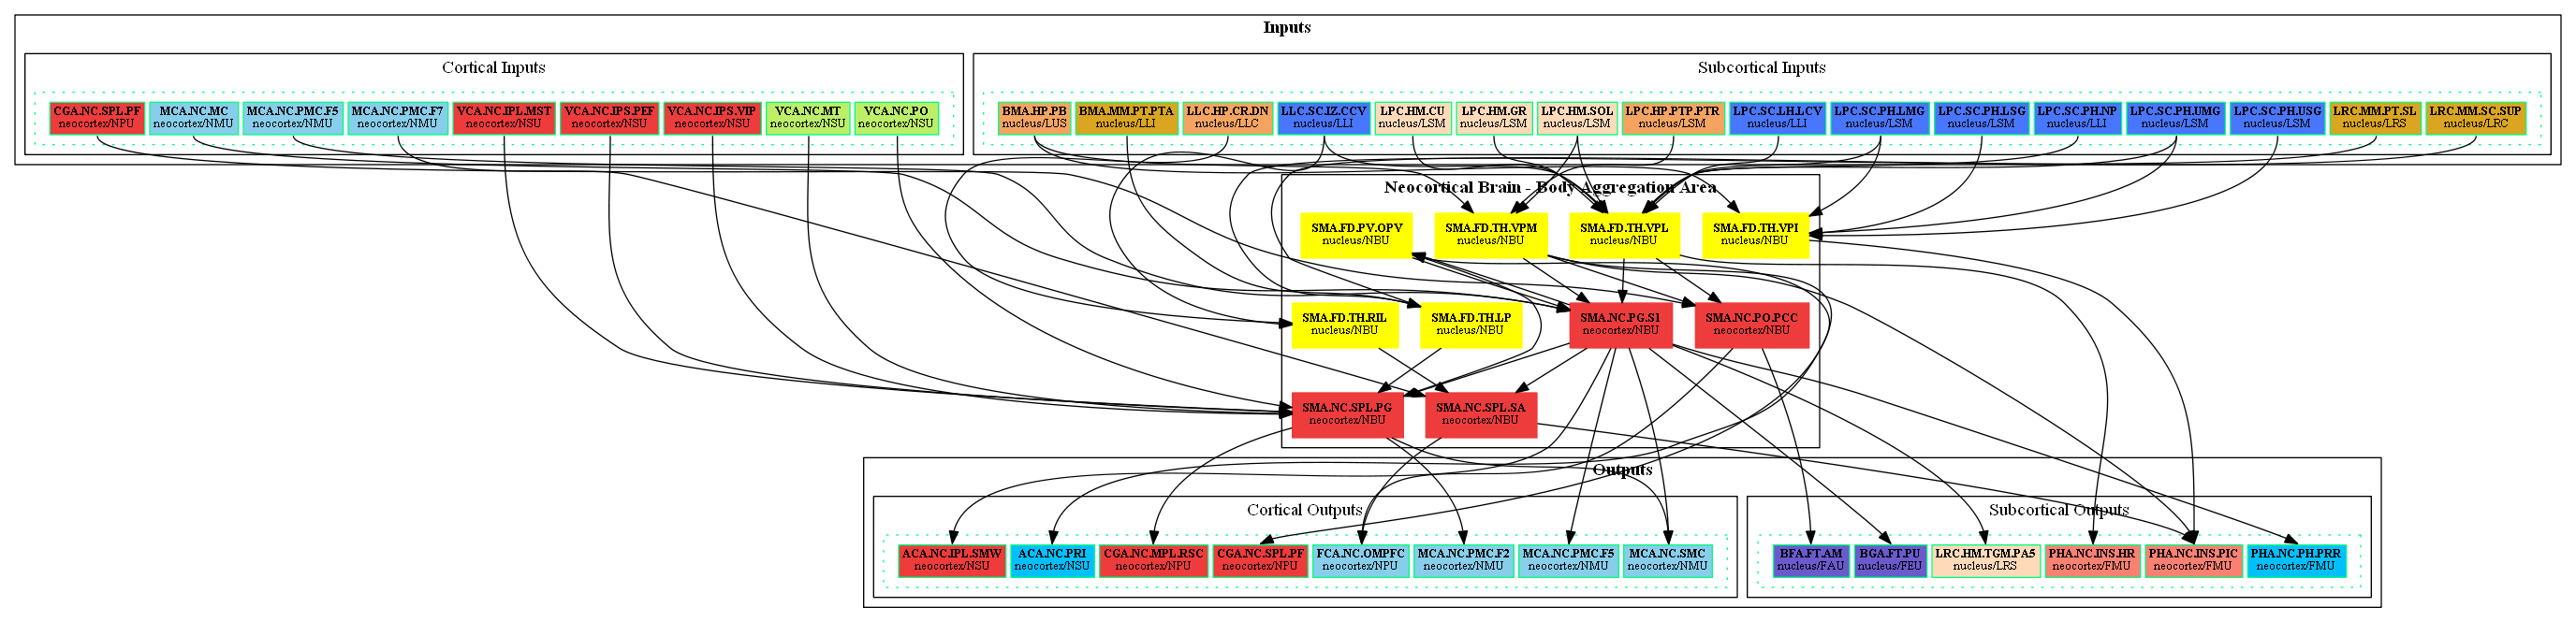 Inputs
Cortical Inputs
Subcortical Inputs
CGA.NC.SPL.PF
neocortex/NPU
MCA.NC.MC
neocortex/NMU
MCA.NC.PMC.F5
neocortex/NMU
MCA.NC.PMC.F7
neocortex/NMU
VCA.NC.IPL.MST
neocortex/NSU
VCA.NC.IPS.PEF
neocortex/NSU
VCA.NC.IPS.VIP
neocortex/NSU
VCA.NC.MT
neocortex/NSU
VCA.NC.PO
neocortex/NSU
BMA.HP.PB
nucleus/LUS
BMA.MM.PT.PTA
nucleus/LLI
LLC.HP.CR.DN
nucleus/LLC
LLC.SC.IZ.CCV
nucleus/LLI
LPC.HM.CU
nucleus/LSM
LPC.HM.GR
nucleus/LSM
LPC.HM.SOL
nucleus/LSM
LPC.HP.PTP.PTR
nucleus/LSM
LPC.SC.LH.LCV
nucleus/LLI
LPC.SC.PH.LMG
nucleus/LSM
LPC.SC.PH.LSG
nucleus/LSM
LPC.SC.PH.NP
nucleus/LLI
LPC.SC.PH.UMG
nucleus/LSM
LPC.SC.PH.USG
nucleus/LSM
LRC.MM.PT.SL
nucleus/LRS
LRC.MM.SC.SUP
nucleus/LRC
Neocortical Brain - Body Aggregation Area
SMA.FD.PV.OPV
nucleus/NBU
SMA.FD.TH.VPM
nucleus/NBU
SMA.FD.TH.VPL
nucleus/NBU
SMA.FD.TH.VPI
nucleus/NBU
SMA.FD.TH.RIL
nucleus/NBU
SMA.FD.TH.LP
nucleus/NBU
SMA.NC.PG.S1
neocortex/NBU
SMA.NC.PO.PCC
neocortex/NBU
SMA.NC.SPL.PG
neocortex/NBU
SMA.NC.SPL.SA
neocortex/NBU
Outputs
Cortical Outputs
Subcortical Outputs
ACA.NC.IPL.SMW
neocortex/NSU
ACA.NC.PRI
neocortex/NSU
CGA.NC.MPL.RSC
neocortex/NPU
CGA.NC.SPL.PF
neocortex/NPU
FCA.NC.OMPFC
neocortex/NPU
MCA.NC.PMC.F2
neocortex/NMU
MCA.NC.PMC.F5
neocortex/NMU
MCA.NC.SMC
neocortex/NMU
BFA.FT.AM
nucleus/FAU
BGA.FT.PU
nucleus/FEU
LRC.HM.TGM.PA5
nucleus/LRS
PHA.NC.INS.HR
neocortex/FMU
PHA.NC.INS.PIC
neocortex/FMU
PHA.NC.PH.PRR
neocortex/FMU